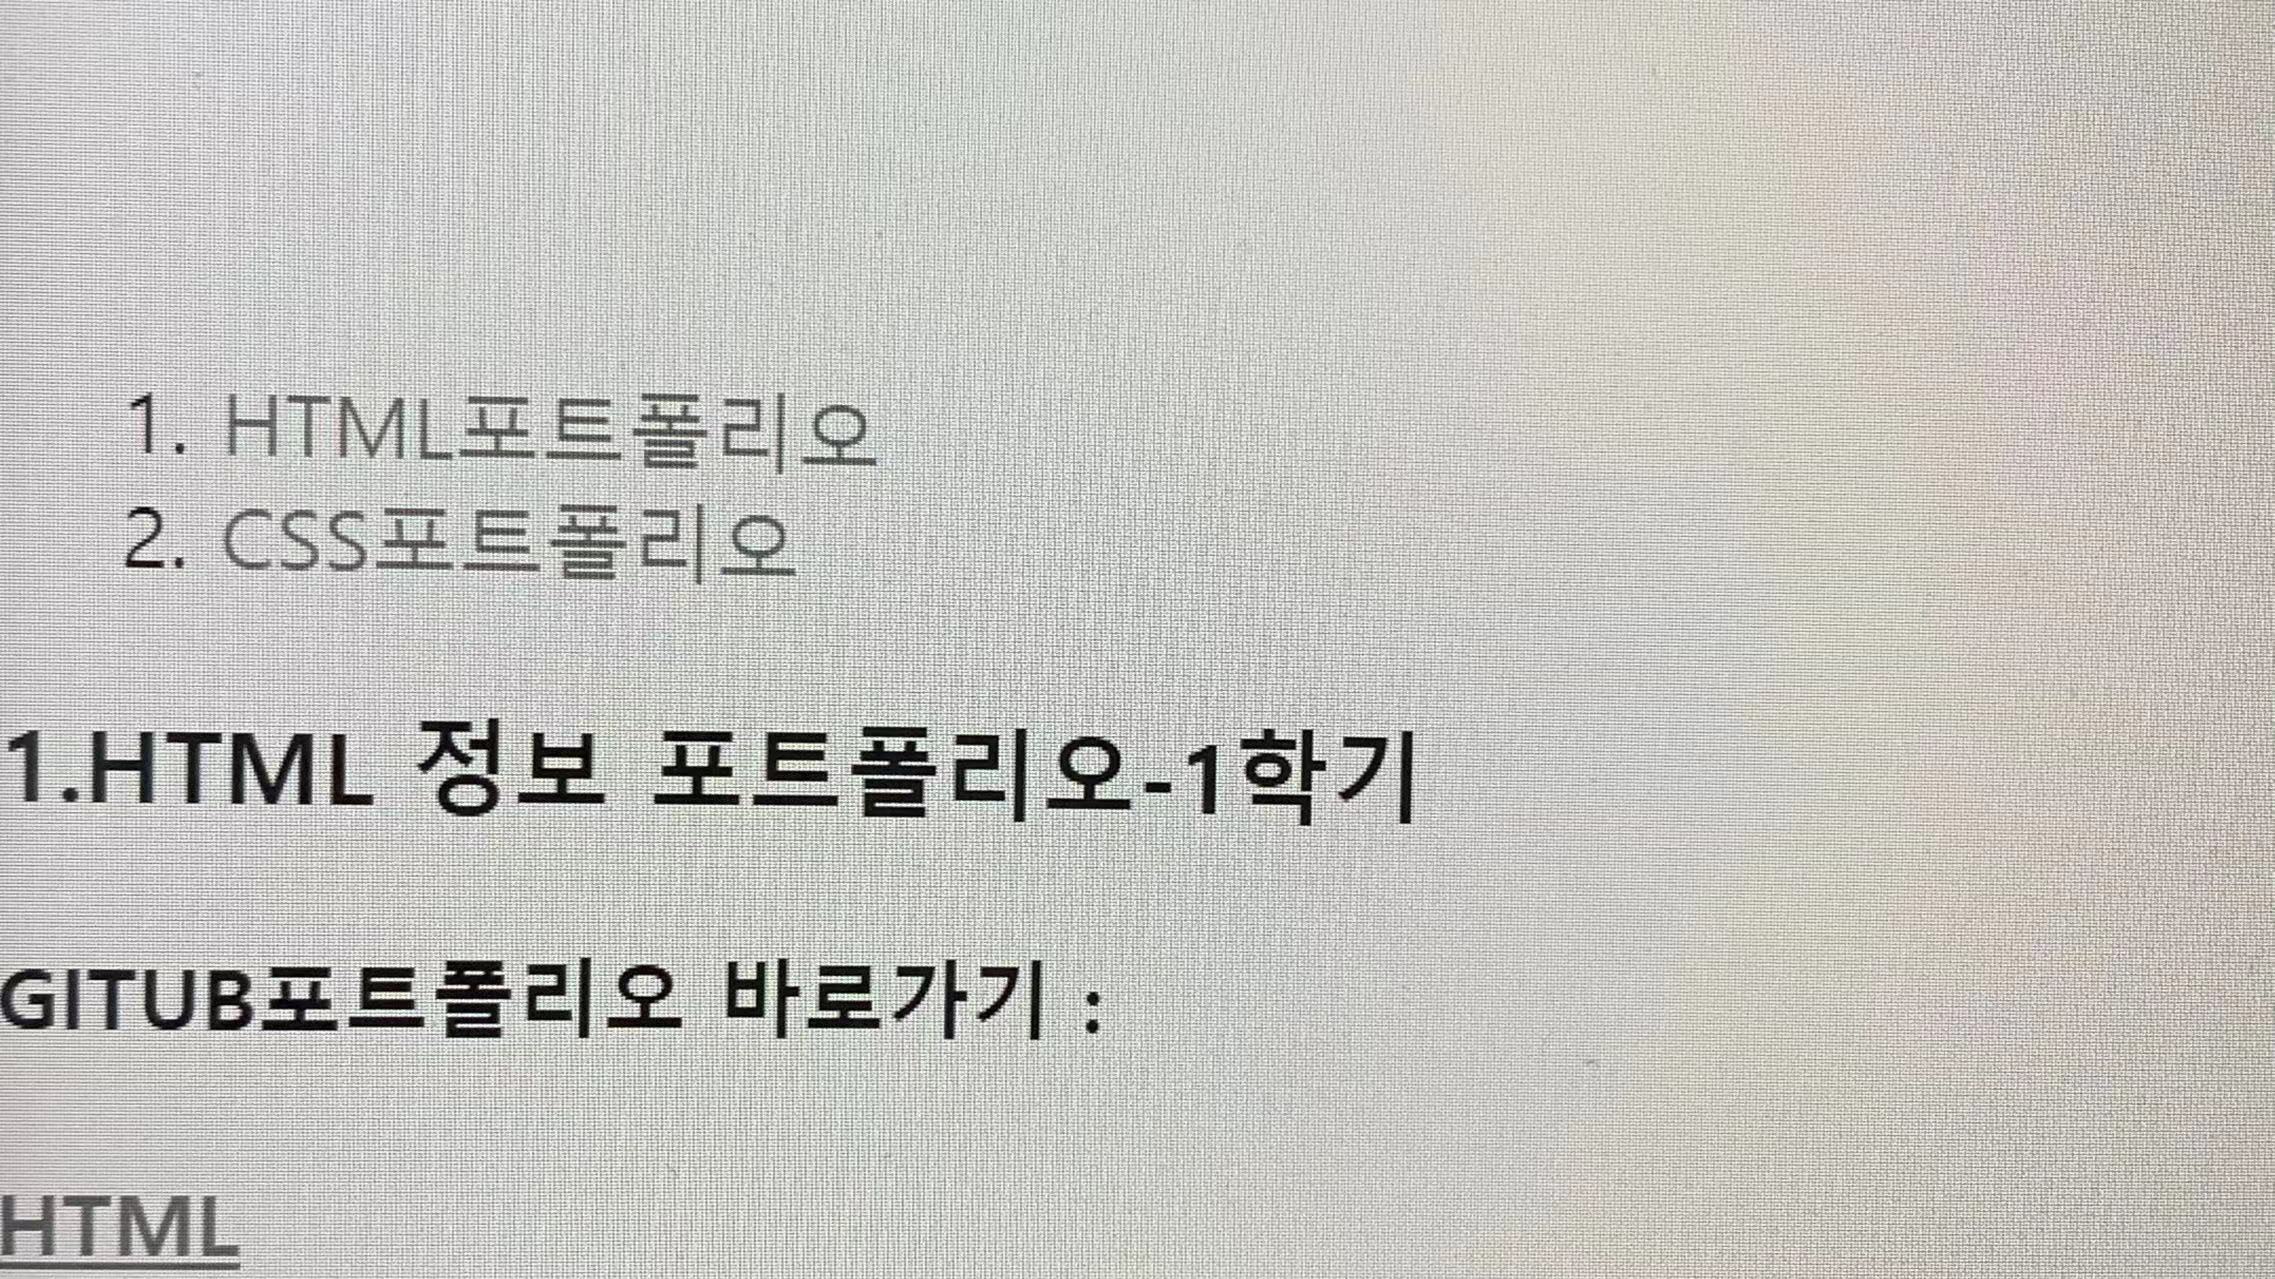 1. HTML포트폴리오
2. CSS포트폴리오
1.HTML 정보 포트폴리오-1학기
GITUB포트폴리오 바로가기 :
HTML